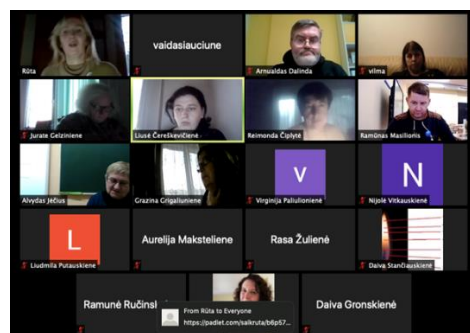 Rūta
vaidasiauciune
Arnualdas Dalinda
vilma
Jurate Gelziniene
Liusė Čereškevičienė
Reimonda Čiplytė
Ramūnas Masilionis
Alvydas Ječius
Grazina Grigaliuniene
V
Virginija Paliulionienė
N
Nijolė Vitkauskienė
L
Liudmila Putauskienė
Aurelija Maksteliene
Rasa Žulienė
Daiva Stančiauskienė
Ramunė Ručinsk
From Rūta to Everyone
https://padlet.com/salkruta/b6p57...
Daiva Gronskienė